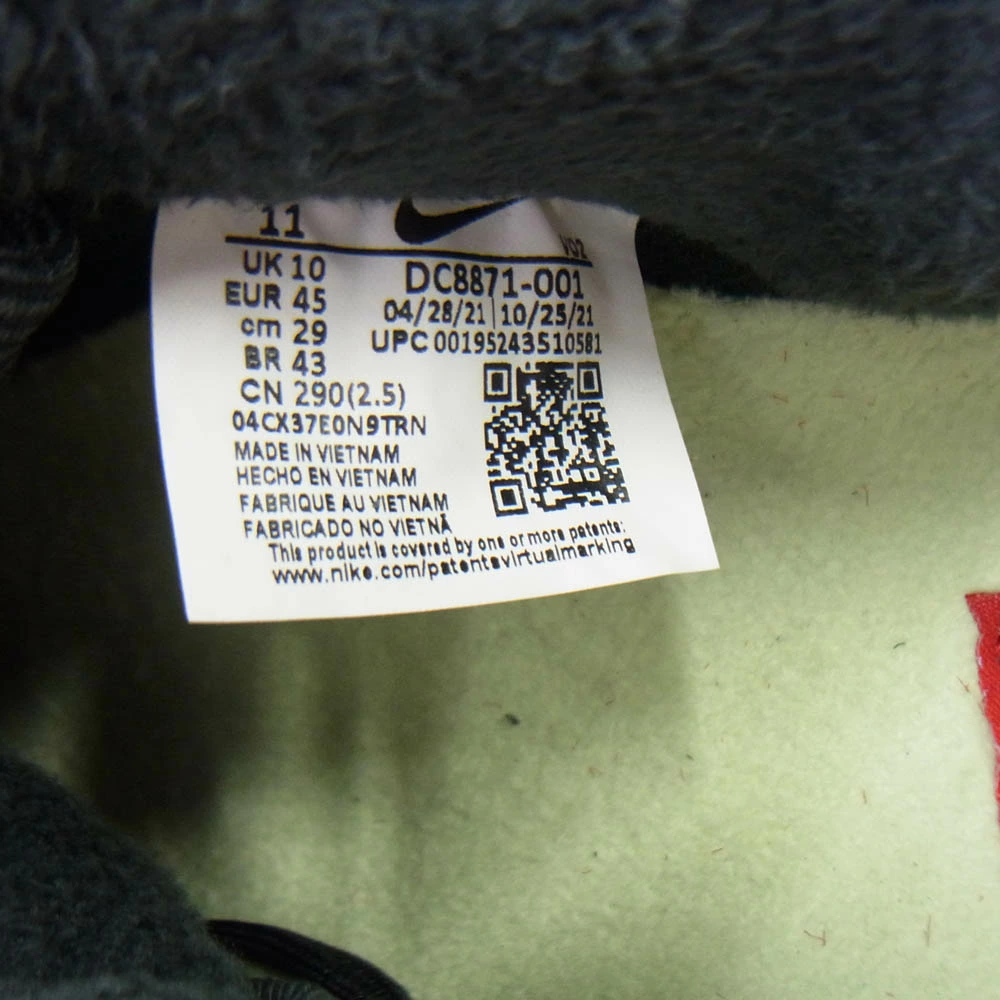 11
V02
UK 10
EUR 45
cm 29
BR 43
CN 290(2.5)
DC8871-001
04/28/21 | 10/25/21
UPC 00195243510581
04CX37E0N9TRN
MADE IN VIETNAM
HECHO EN VIETNAM
FABRIQUE AU VIETNAM
FABRICADO NO VIETNÃ
This product is covered by one or more patents:
www.nike.com/patentsvirtualmarking